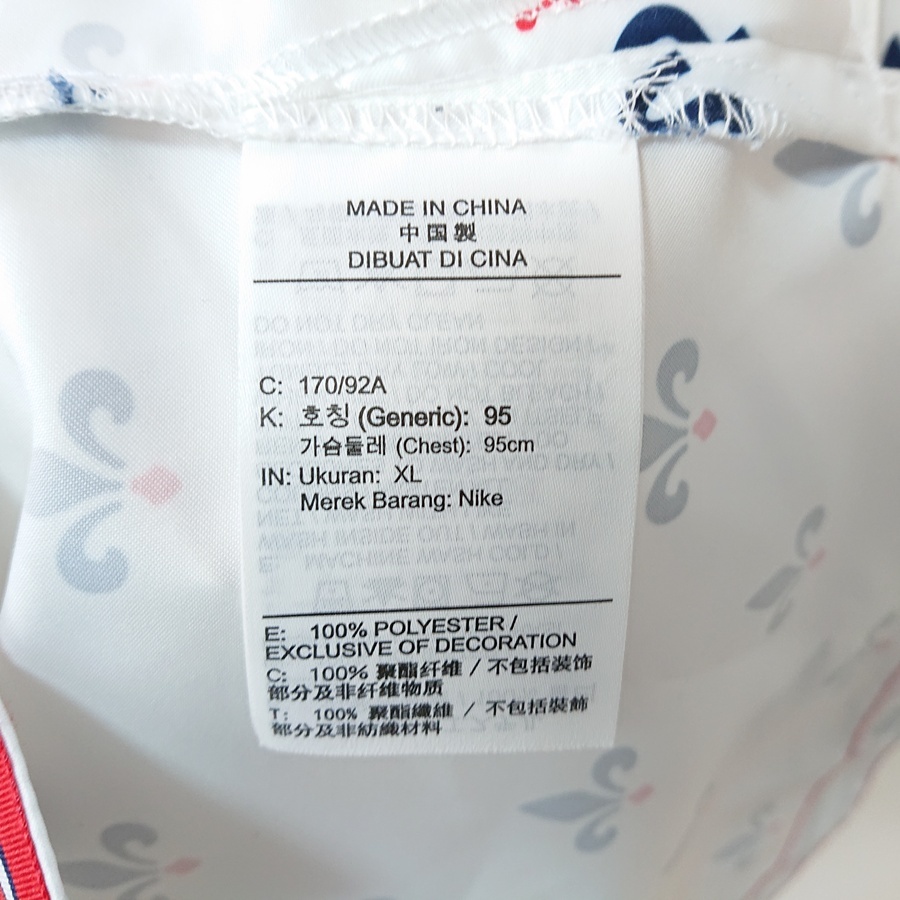 MADE IN CHINA
中国製
DIBUAT DI CINA
C: 170/92A
K: 호칭 (Generic): 95
가슴둘레 (Chest): 95cm
IN: Ukuran: XL
Merek Barang: Nike
E: 100% POLYESTER /
EXCLUSIVE OF DECORATION
C: 100% 聚酯纤维 / 不包括装饰
部分及非纤维物质
T: 100% 聚酯纖維 / 不包括裝飾
部分及非紡織材料